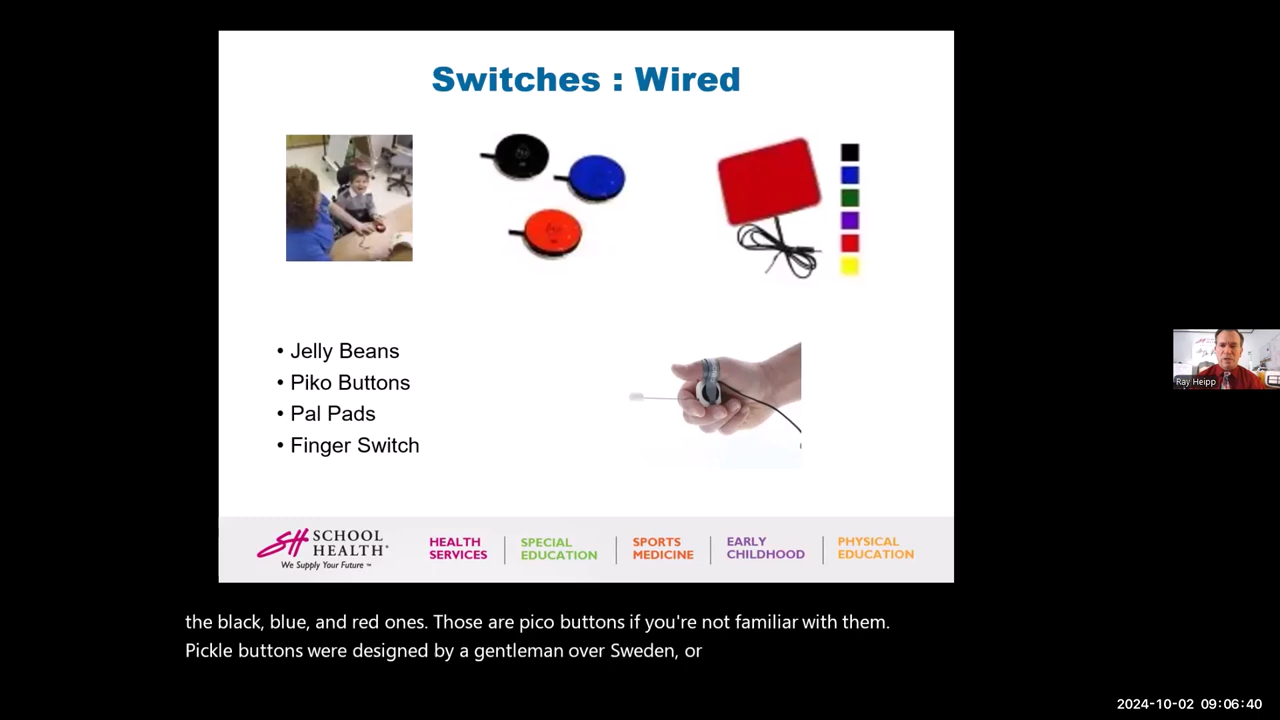 Switches : Wired
• Jelly Beans
• Piko Buttons
• Pal Pads
• Finger Switch
SH SCHOOL HEALTH®
We Supply Your Future ™
HEALTH SERVICES
SPECIAL EDUCATION
SPORTS MEDICINE
EARLY CHILDHOOD
PHYSICAL EDUCATION
Ray Heipp
the black, blue, and red ones. Those are pico buttons if you're not familiar with them.
Pickle buttons were designed by a gentleman over Sweden, or
2024-10-02 09:06:40